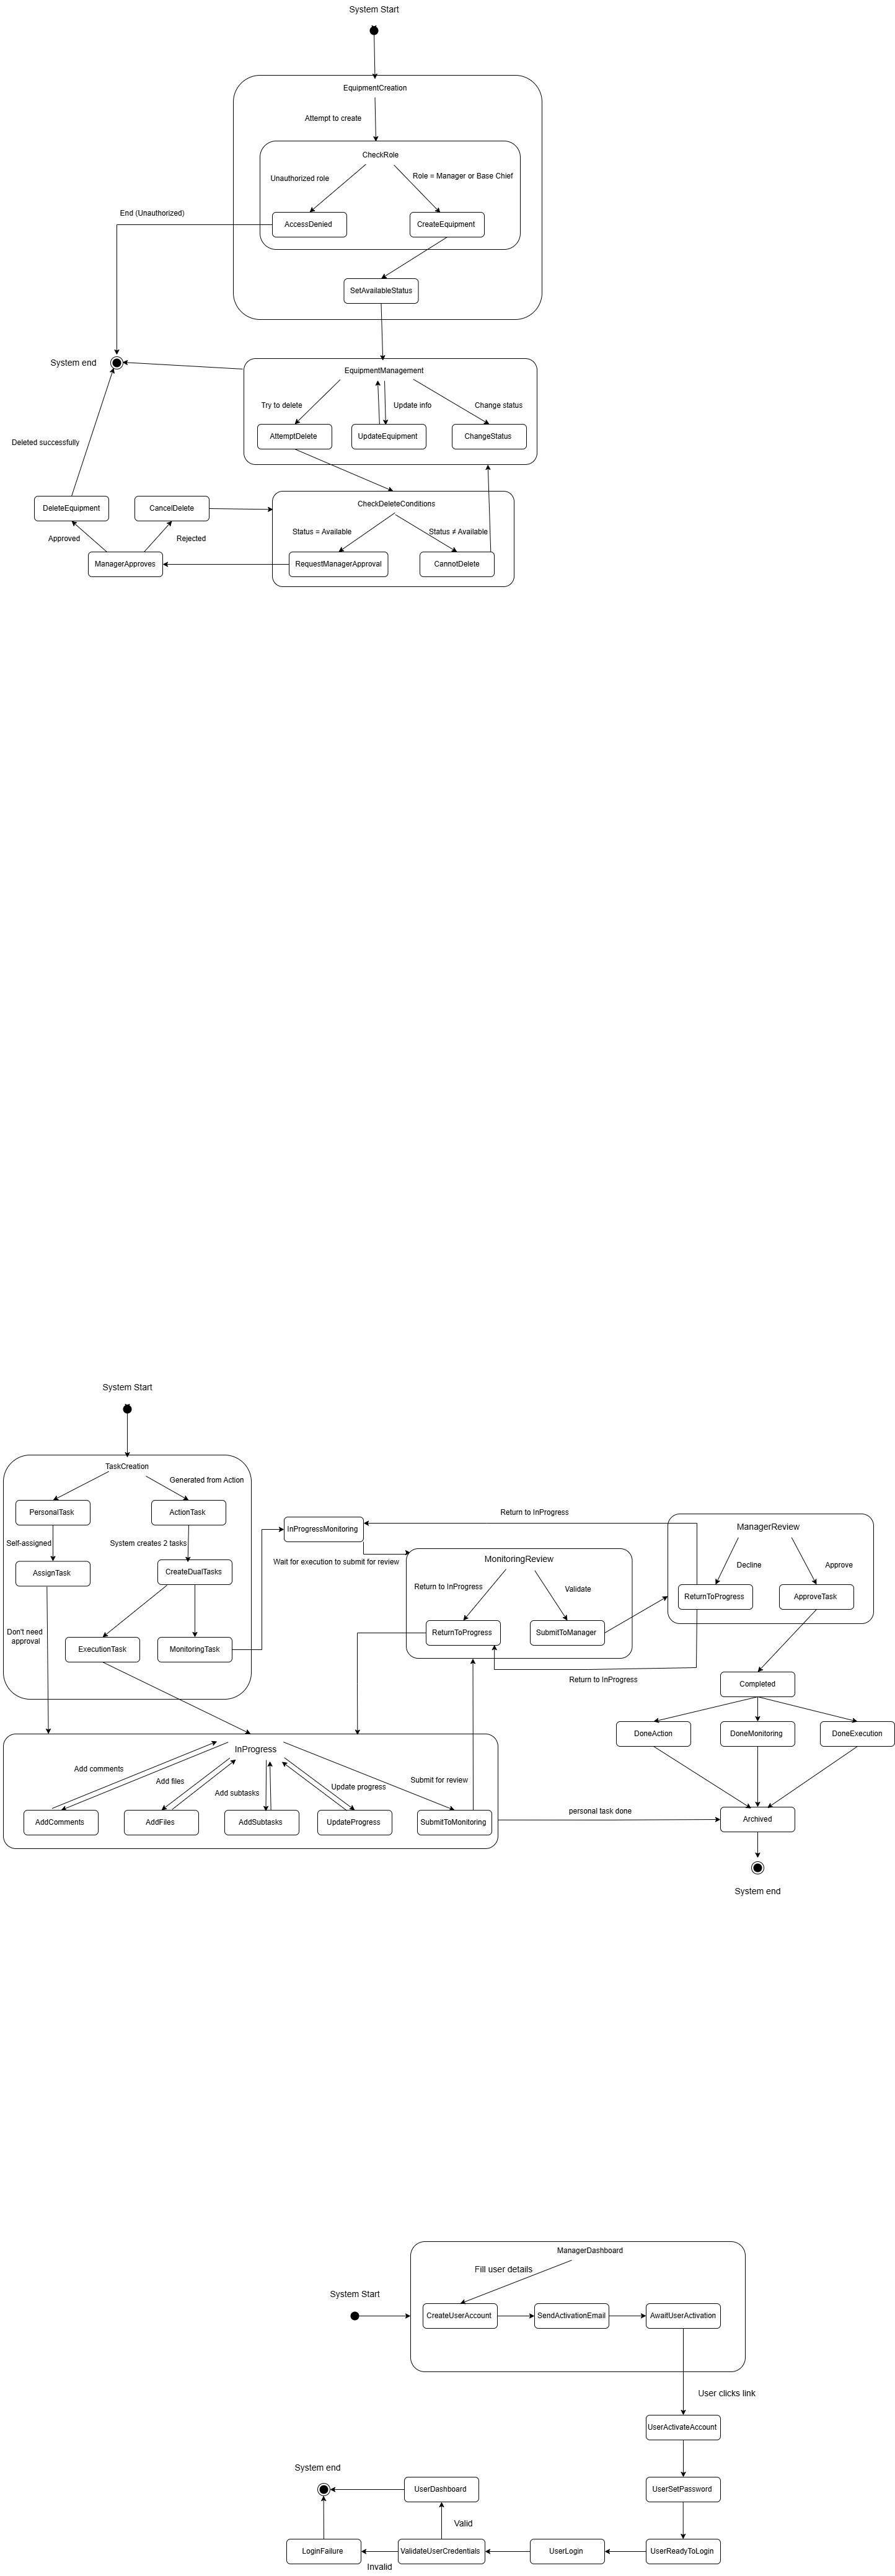 System Start
EquipmentCreation
Attempt to create
CheckRole
Unauthorized role
Role = Manager or Base Chief
End (Unauthorized)
AccessDenied
CreateEquipment
SetAvailableStatus
System end
EquipmentManagement
Try to delete
Update info
Change status
AttemptDelete
UpdateEquipment
ChangeStatus
Deleted successfully
DeleteEquipment
CancelDelete
CheckDeleteConditions
Approved
Rejected
Status = Available
Status ≠ Available
ManagerApproves
RequestManagerApproval
CannotDelete
System Start
TaskCreation
Generated from Action
PersonalTask
ActionTask
Self-assigned
System creates 2 tasks
AssignTask
CreateDualTasks
Don't need
approval
ExecutionTask
MonitoringTask
InProgressMonitoring
Wait for execution to submit for review
Return to InProgress
MonitoringReview
Return to InProgress
Validate
ReturnToProgress
SubmitToManager
ManagerReview
Decline
Approve
ReturnToProgress
ApproveTask
Return to InProgress
Completed
DoneAction
DoneMonitoring
DoneExecution
InProgress
Add comments
Add files
Add subtasks
Update progress
Submit for review
AddComments
AddFiles
AddSubtasks
UpdateProgress
SubmitToMonitoring
personal task done
Archived
System end
ManagerDashboard
Fill user details
System Start
CreateUserAccount
SendActivationEmail
AwaitUserActivation
User clicks link
UserActivateAccount
System end
UserDashboard
UserSetPassword
Valid
LoginFailure
ValidateUserCredentials
UserLogin
UserReadyToLogin
Invalid